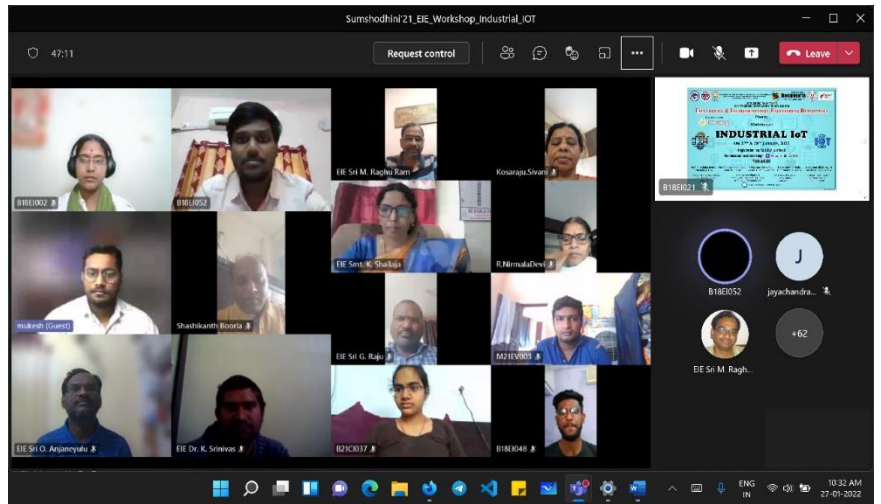 Sumshodhini'21_EIE_Workshop_Industrial_IOT
47:11
Request control
Leave
B18EI002
B18EI052
EIE Sri M. Raghu Ram
Kosaraju.Sivani
EIE Smt. K. Shailaja
R.NirmalaDevi
mukesh (Guest)
Shashikanth Boorla
EIE Sri G. Raju
M21EV003
EIE Sri O. Anjaneyulu
EIE Dr. K. Srinivas
B21CI037
B18EI048
INDUSTRIAL IoT
B18EI021
B18EI052
J
jayachandra...
EIE Sri M. Ragh...
+62
ENG
IN
10:32 AM
27-01-2022